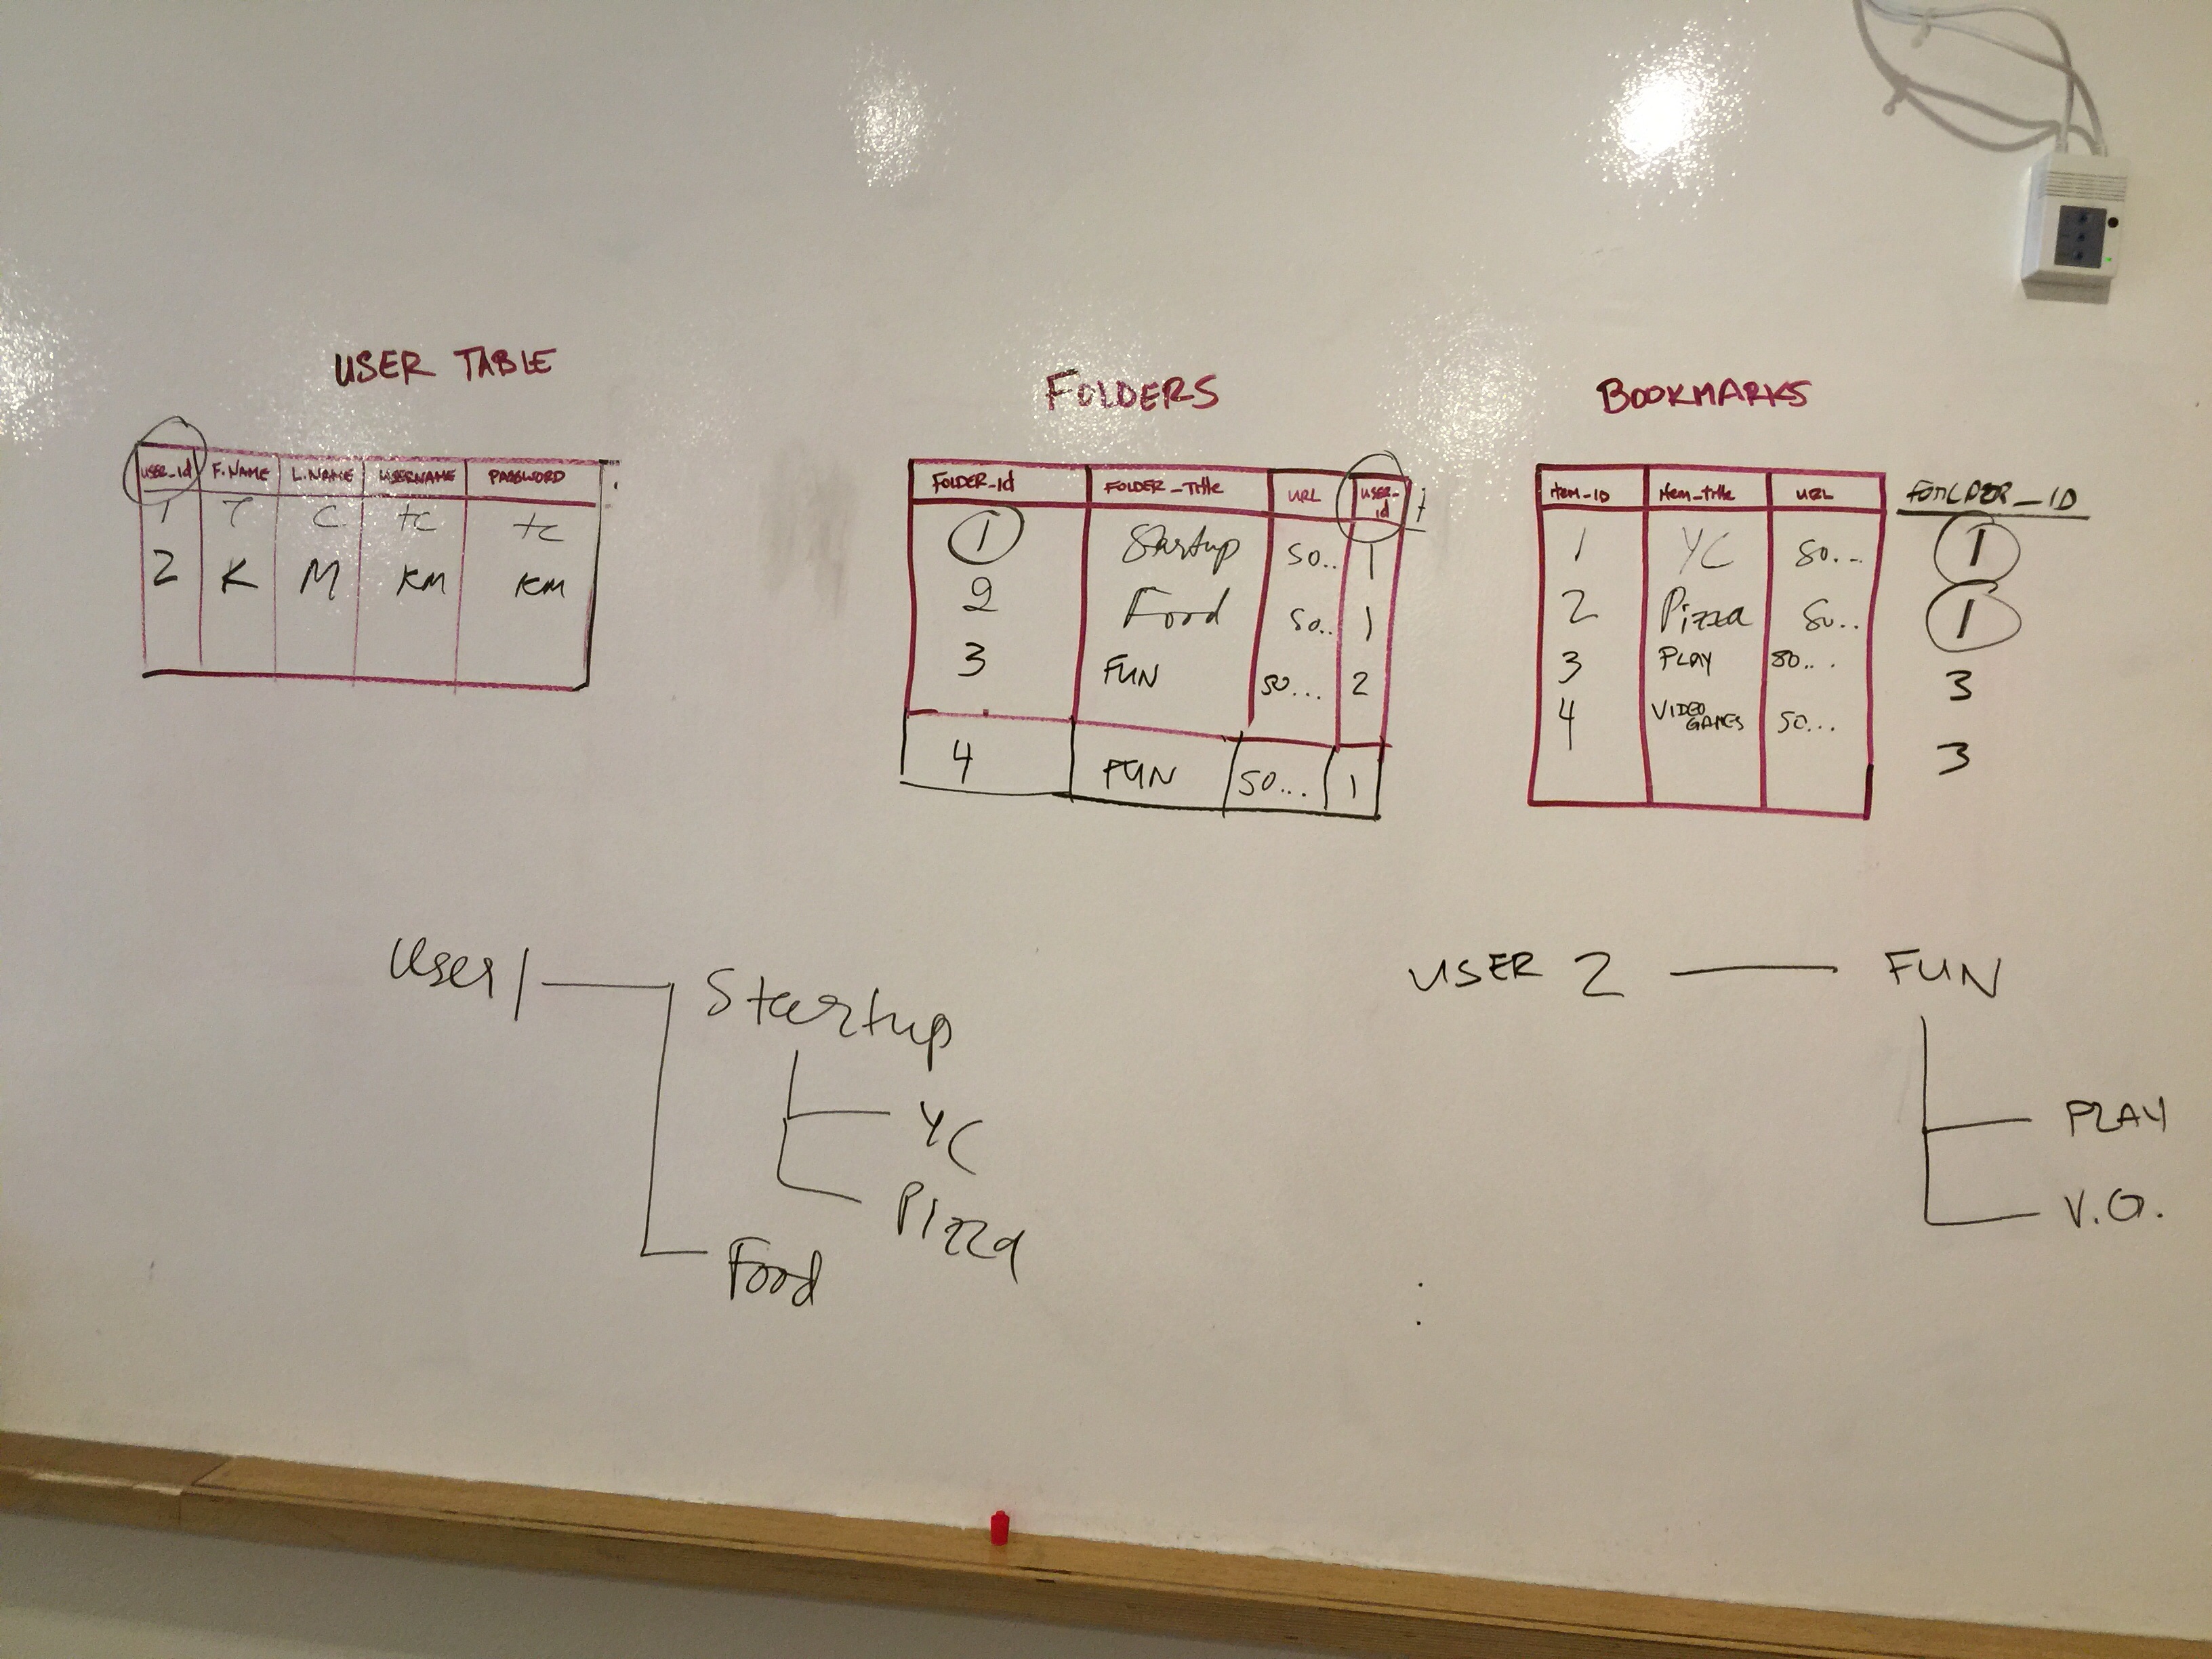 USER TABLE
USER_Id F.NAME L.NAME USERNAME PASSWORD
1 T C tc tc
2 K M KM KM
FOLDERS
FOLDER_Id FOLDER_Title URL USER_Id
1 Startup so.. 1
2 Food so.. 1
3 FUN so... 2
4 FUN so... 1
BOOKMARKS
Item_ID Item_title URL
1 YC so... 1
2 Pizza so.. 1
3 PLAY so... 3
4 VIDEO GAMES so... 3
User 1
Startup
YC
Pizza
Food
USER 2 FUN
PLAY
V.G.